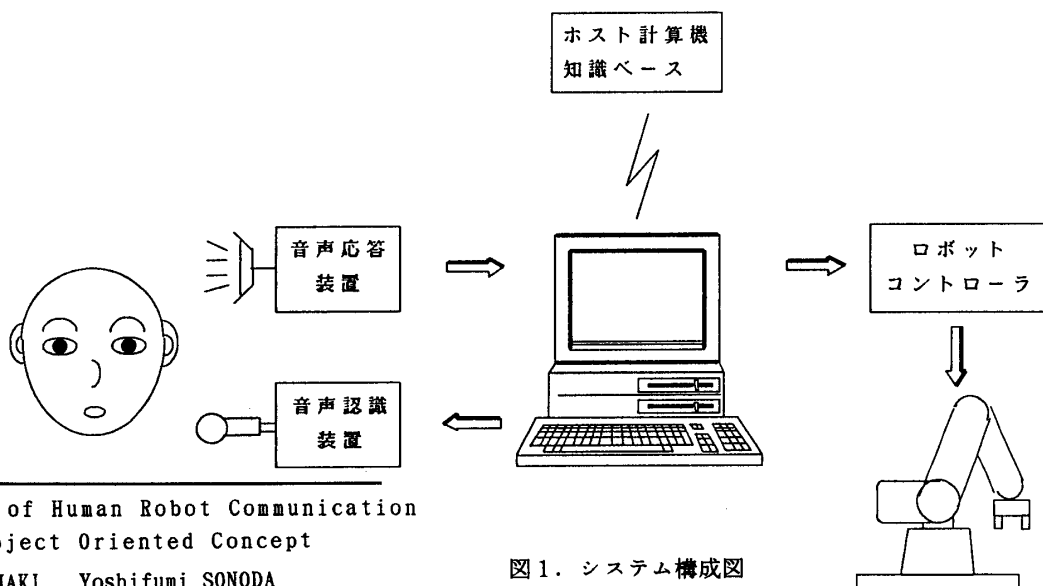 ホスト計算機
知識ベース
音声応答
装置
ロボット
コントローラ
音声認識
装置
of Human Robot Communication
ject Oriented Concept
MAKI Yoshifumi SONODA
図1. システム構成図